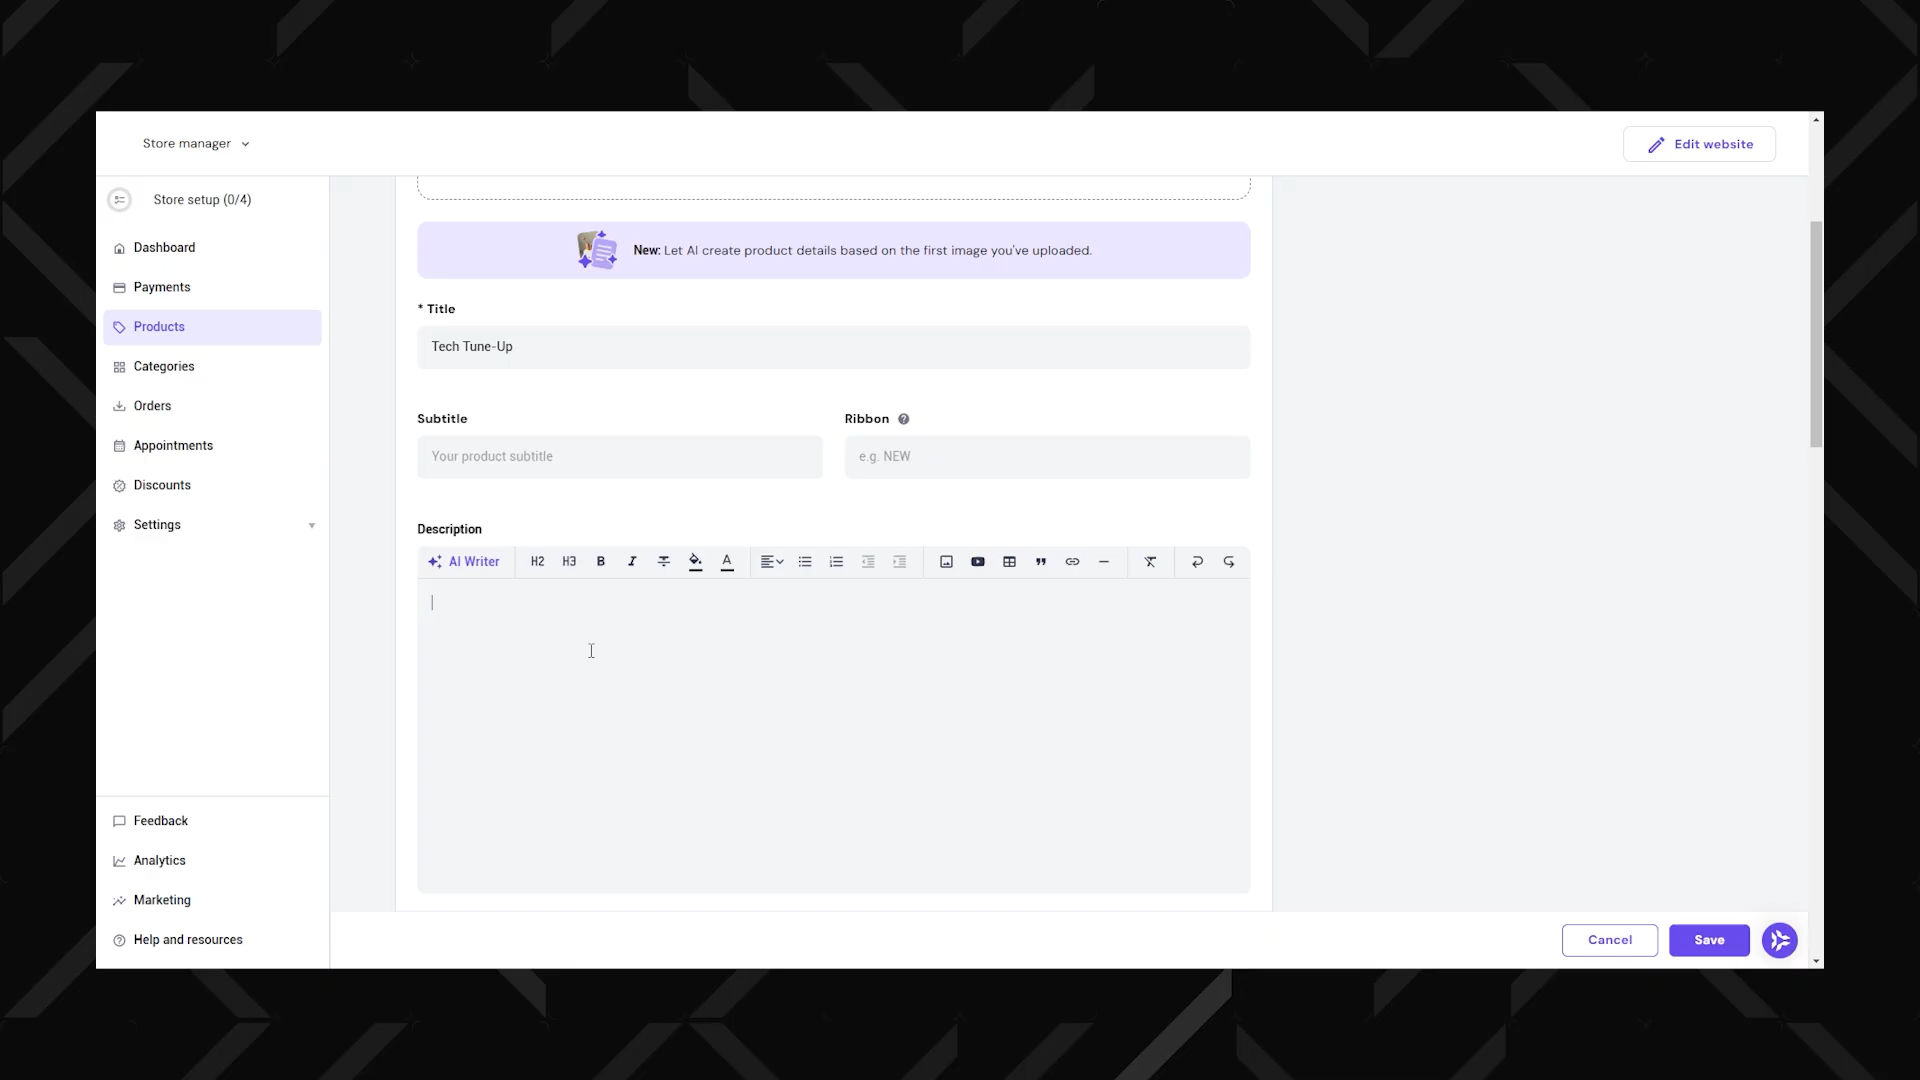 Store manager
Edit website
Store setup (0/4)
Dashboard
Payments
Products
Categories
Orders
Appointments
Discounts
Settings
Feedback
Analytics
Marketing
Help and resources
New: Let AI create product details based on the first image you've uploaded.
* Title
Tech Tune-Up
Subtitle
Ribbon ?
Your product subtitle
e.g. NEW
Description
AI Writer H2 H3 B I A
Cancel
Save